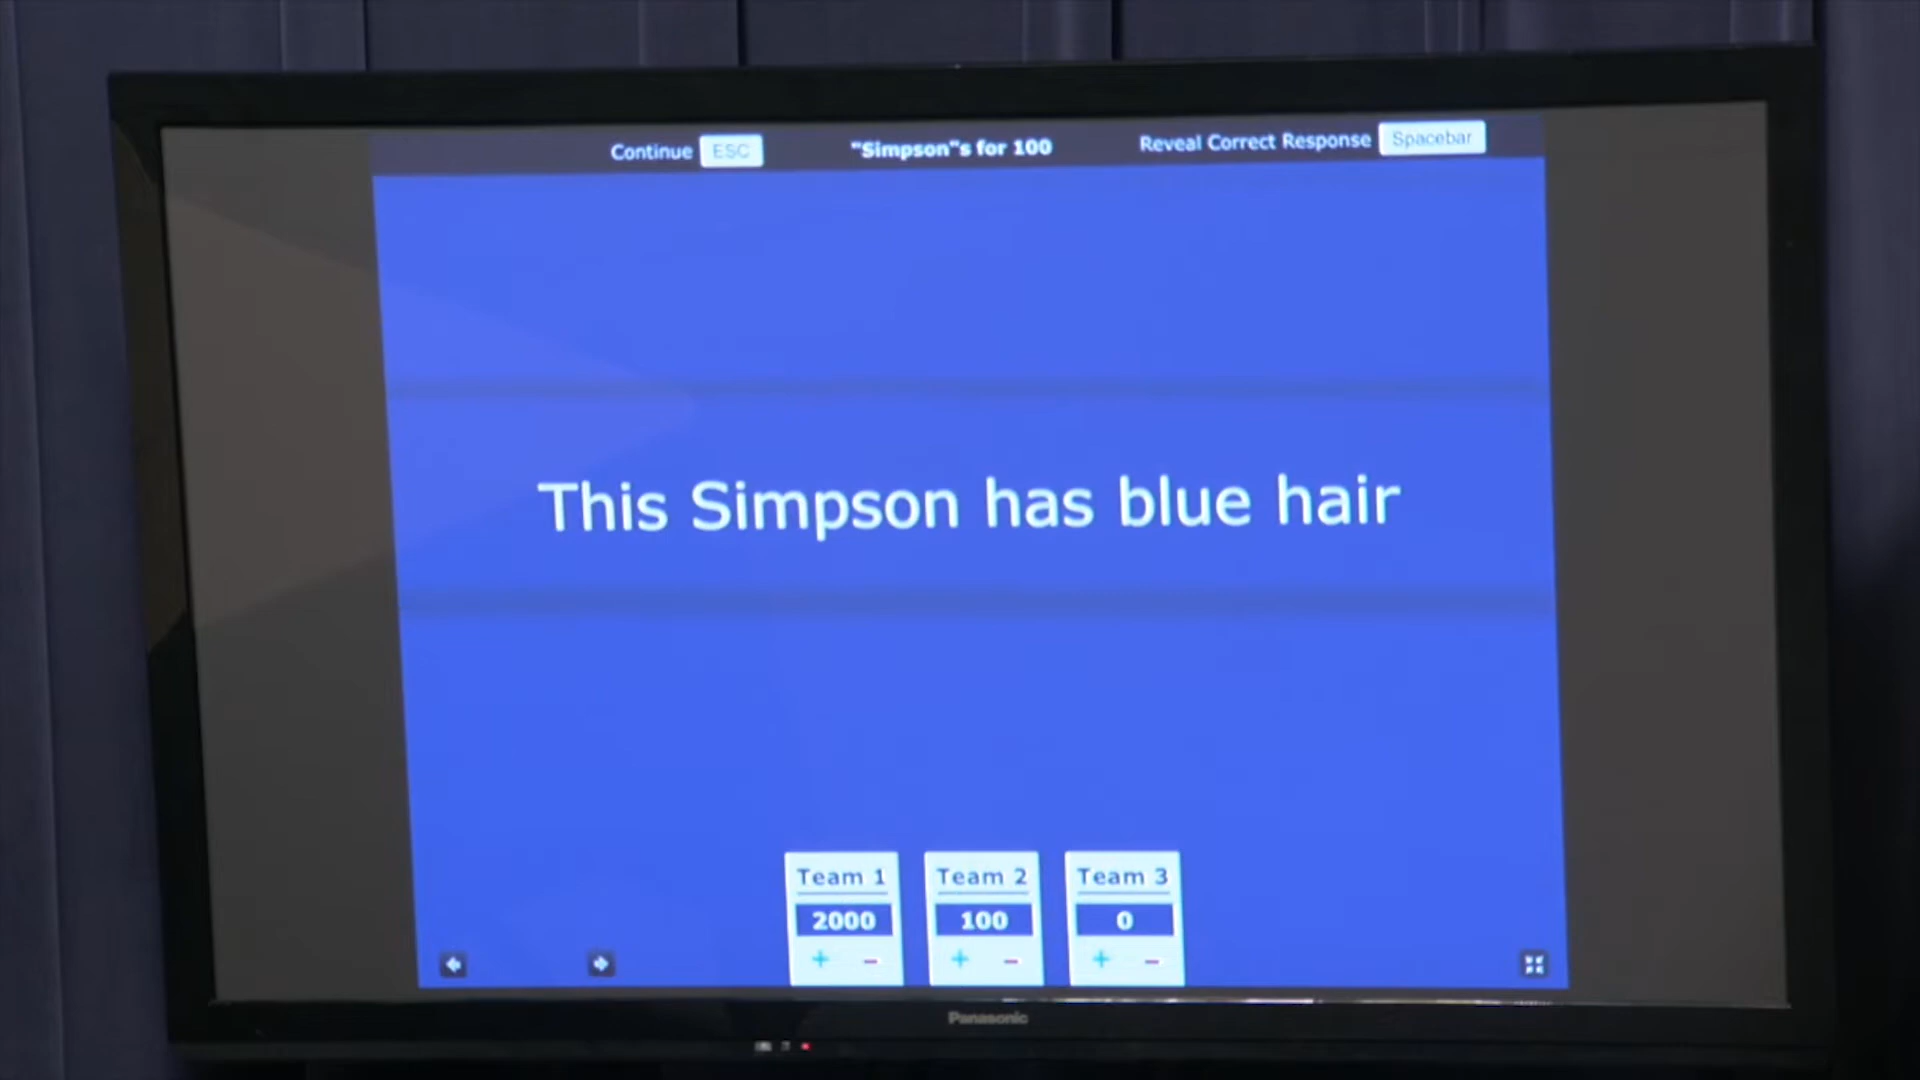 Continue ESC "Simpson"s for 100 Reveal Correct Response Spacebar
This Simpson has blue hair
Team 1 Team 2 Team 3
2000 100 0
+ - + - + -
Panasonic